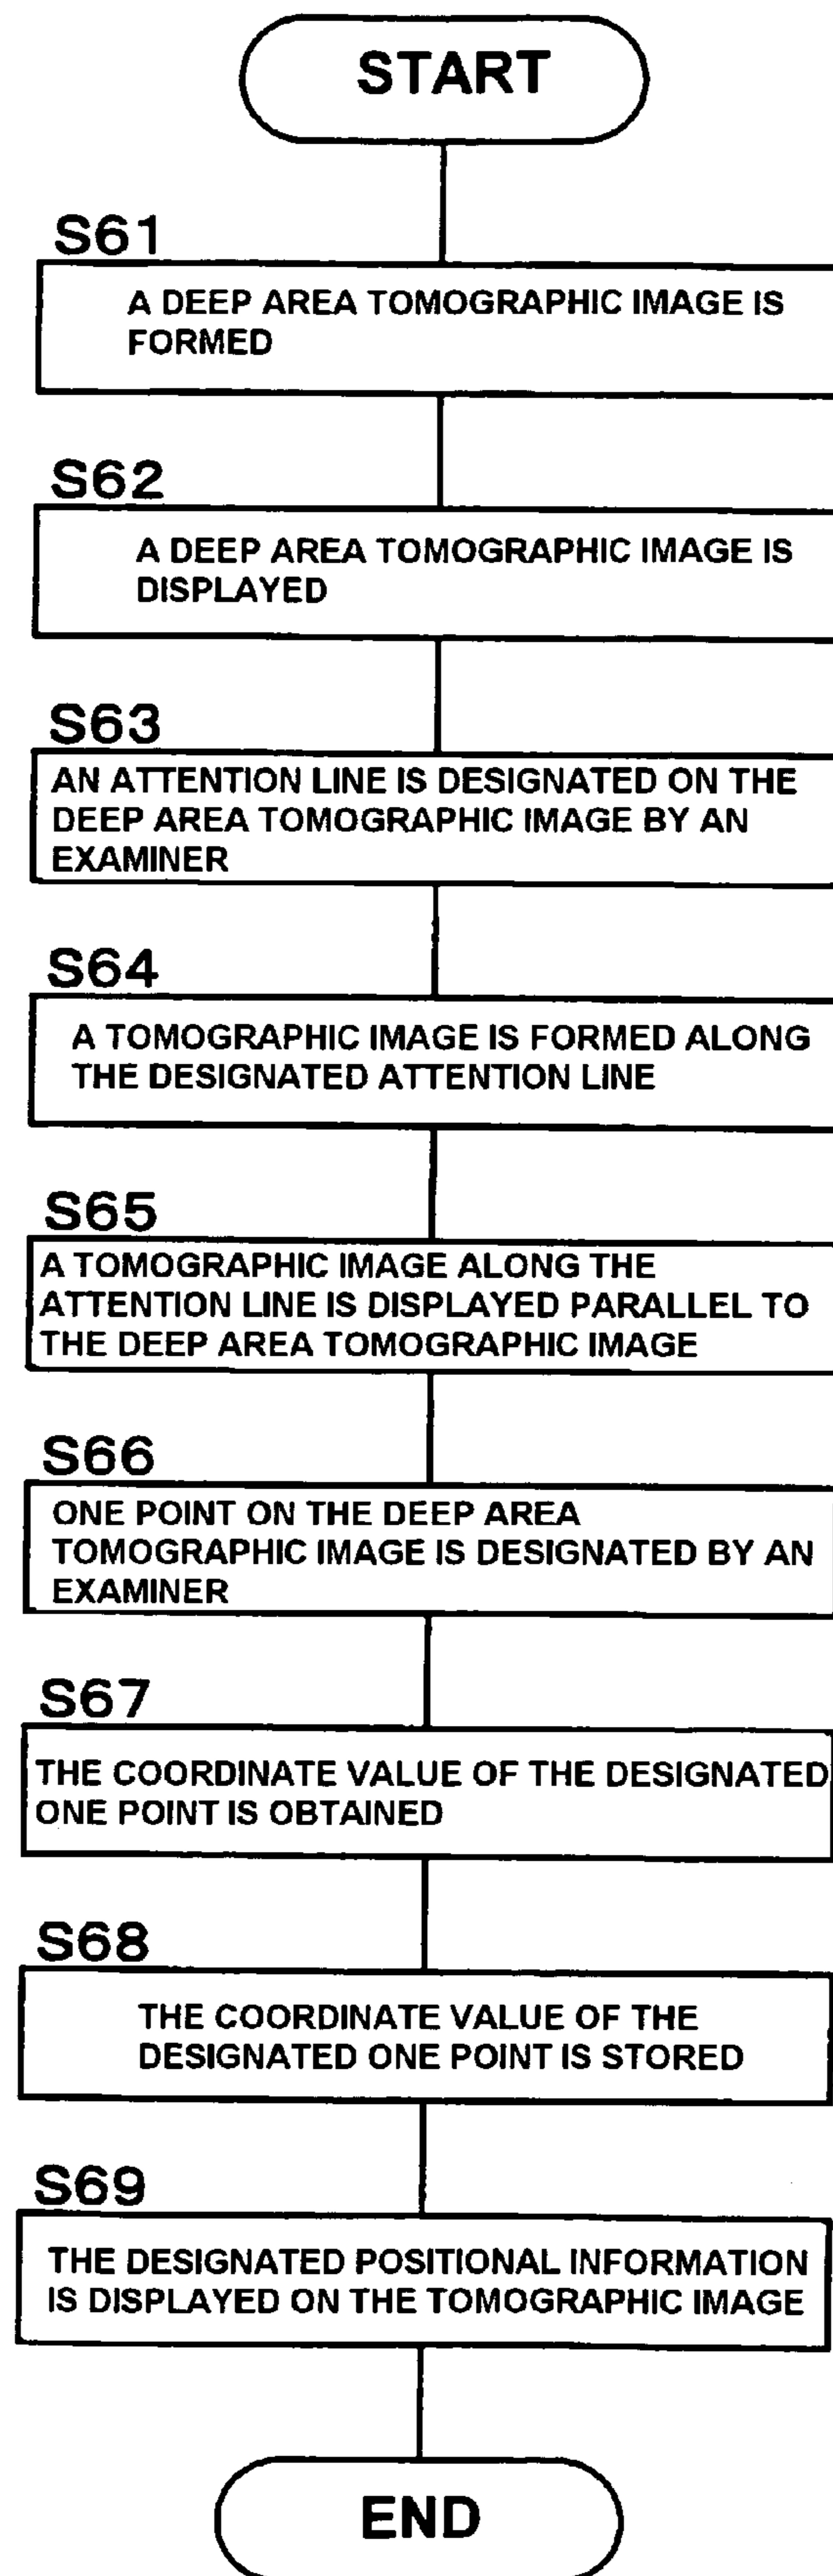 START
S61
A DEEP AREA TOMOGRAPHIC IMAGE IS
FORMED
S62
A DEEP AREA TOMOGRAPHIC IMAGE IS
DISPLAYED
S63
AN ATTENTION LINE IS DESIGNATED ON THE
DEEP AREA TOMOGRAPHIC IMAGE BY AN
EXAMINER
S64
A TOMOGRAPHIC IMAGE IS FORMED ALONG
THE DESIGNATED ATTENTION LINE
S65
A TOMOGRAPHIC IMAGE ALONG THE
ATTENTION LINE IS DISPLAYED PARALLEL TO
THE DEEP AREA TOMOGRAPHIC IMAGE
S66
ONE POINT ON THE DEEP AREA
TOMOGRAPHIC IMAGE IS DESIGNATED BY AN
EXAMINER
S67
THE COORDINATE VALUE OF THE DESIGNATED
ONE POINT IS OBTAINED
S68
THE COORDINATE VALUE OF THE
DESIGNATED ONE POINT IS STORED
S69
THE DESIGNATED POSITIONAL INFORMATION
IS DISPLAYED ON THE TOMOGRAPHIC IMAGE
END